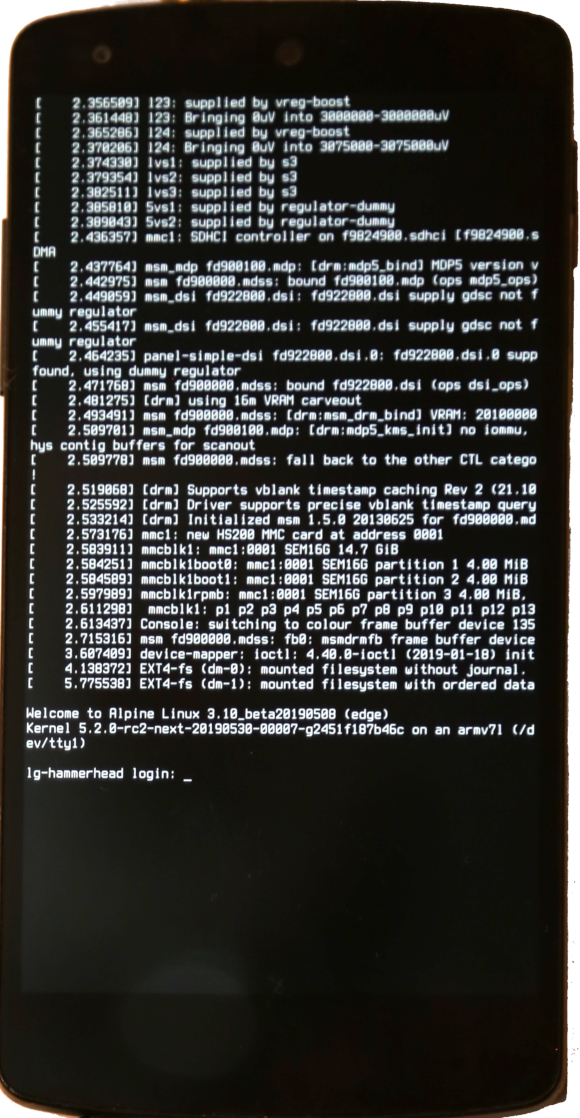 [    2.356509] l23: supplied by vreg-boost
[    2.361448] l23: Bringing 0uV into 3000000-3000000uV
[    2.365286] l24: supplied by vreg-boost
[    2.370206] l24: Bringing 0uV into 3075000-3075000uV
[    2.374330] lvs1: supplied by s3
[    2.379354] lvs2: supplied by s3
[    2.382511] lvs3: supplied by s3
[    2.385810] 5vs1: supplied by regulator-dummy
[    2.389043] 5vs2: supplied by regulator-dummy
[    2.436357] mmc1: SDHCI controller on f9824900.sdhci [f9824900.s
DMA
[    2.437764] msm_mdp fd900100.mdp: [drm:mdp5_bind] MDP5 version v
[    2.442975] msm fd900000.mdss: bound fd900100.mdp (ops mdp5_ops)
[    2.449059] msm_dsi fd922800.dsi: fd922800.dsi supply gdsc not f
ummy regulator
[    2.455417] msm_dsi fd922800.dsi: fd922800.dsi supply gdsc not f
ummy regulator
[    2.464235] panel-simple-dsi fd922800.dsi.0: fd922800.dsi.0 supp
found, using dummy regulator
[    2.471768] msm fd900000.mdss: bound fd922800.dsi (ops dsi_ops)
[    2.481275] [drm] using 16m VRAM carveout
[    2.493491] msm fd900000.mdss: [drm:msm_drm_bind] VRAM: 20100000
[    2.509701] msm_mdp fd900100.mdp: [drm:mdp5_kms_init] no iommu,
hys contig buffers for scanout
[    2.509778] msm fd900000.mdss: fall back to the other CTL catego
!
[    2.519068] [drm] Supports vblank timestamp caching Rev 2 (21.10
[    2.525592] [drm] Driver supports precise vblank timestamp query
[    2.533214] [drm] Initialized msm 1.5.0 20130625 for fd900000.md
[    2.573176] mmc1: new HS200 MMC card at address 0001
[    2.583911] mmcblk1: mmc1:0001 SEM16G 14.7 GiB
[    2.584251] mmcblk1boot0: mmc1:0001 SEM16G partition 1 4.00 MiB
[    2.584589] mmcblk1boot1: mmc1:0001 SEM16G partition 2 4.00 MiB
[    2.597989] mmcblk1rpmb: mmc1:0001 SEM16G partition 3 4.00 MiB,
[    2.611298]  mmcblk1: p1 p2 p3 p4 p5 p6 p7 p8 p9 p10 p11 p12 p13
[    2.613437] Console: switching to colour frame buffer device 135
[    2.715316] msm fd900000.mdss: fb0: msmdrmfb frame buffer device
[    3.607409] device-mapper: ioctl: 4.40.0-ioctl (2019-01-18) init
[    4.138372] EXT4-fs (dm-0): mounted filesystem without journal.
[    5.775538] EXT4-fs (dm-1): mounted filesystem with ordered data
Welcome to Alpine Linux 3.10_beta20190508 (edge)
Kernel 5.2.0-rc2-next-20190530-00007-g2451f187b46c on an armv7l (/d
ev/tty1)
lg-hammerhead login: _